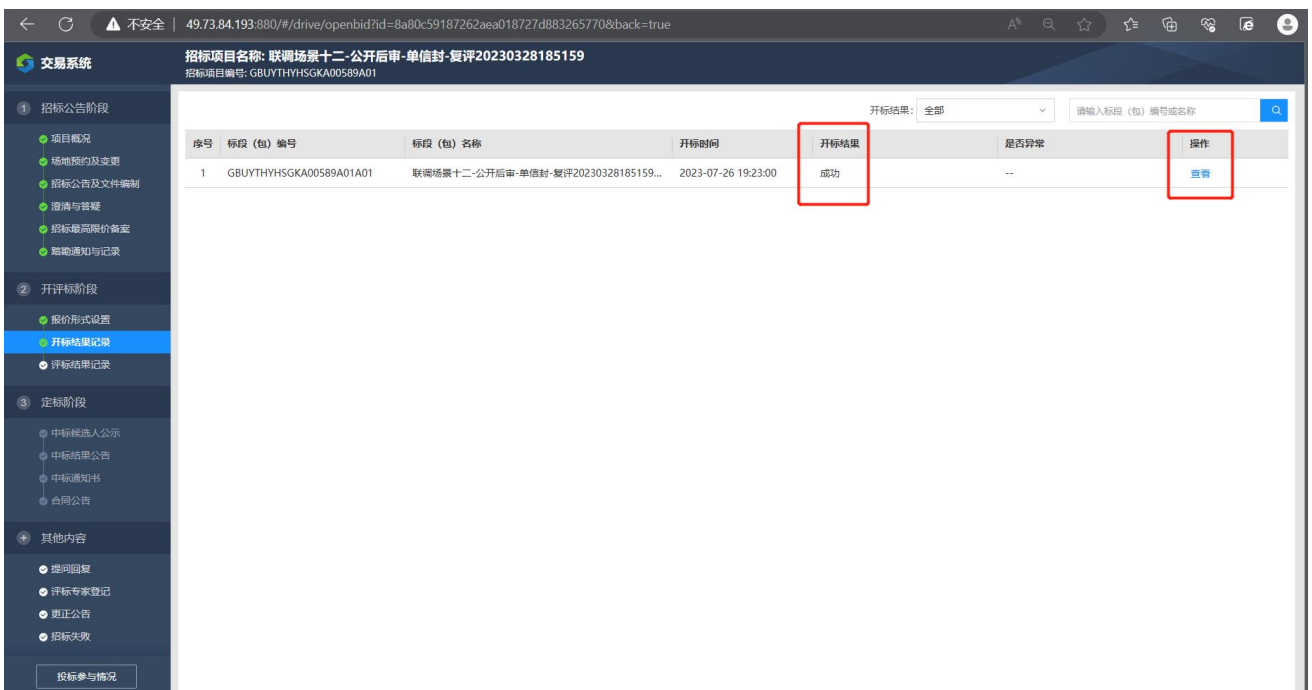 不安全 | 49.73.84.193:880/#/drive/openbid?id=8a80c59187262aea018727d883265770&back=true
交易系统
招标项目名称: 联调场景十二-公开后审-单信封-复评20230328185159
招标项目编号: GBUYTHYHSGKA00589A01
1 招标公告阶段
项目概况
场地预约及变更
招标公告及文件编制
澄清与答疑
招标最高限价备案
踏勘通知与记录
2 开评标阶段
报价形式设置
开标结果记录
评标结果记录
3 定标阶段
中标候选人公示
中标结果公告
中标通知书
合同公告
其他内容
提问回复
评标专家登记
更正公告
招标失败
投标参与情况
开标结果: 全部 请输入标段（包）编号或名称
序号 标段（包）编号 标段（包）名称 开标时间 开标结果 是否异常 操作
1 GBUYTHYHSGKA00589A01A01 联调场景十二-公开后审-单信封-复评20230328185159... 2023-07-26 19:23:00 成功 -- 查看